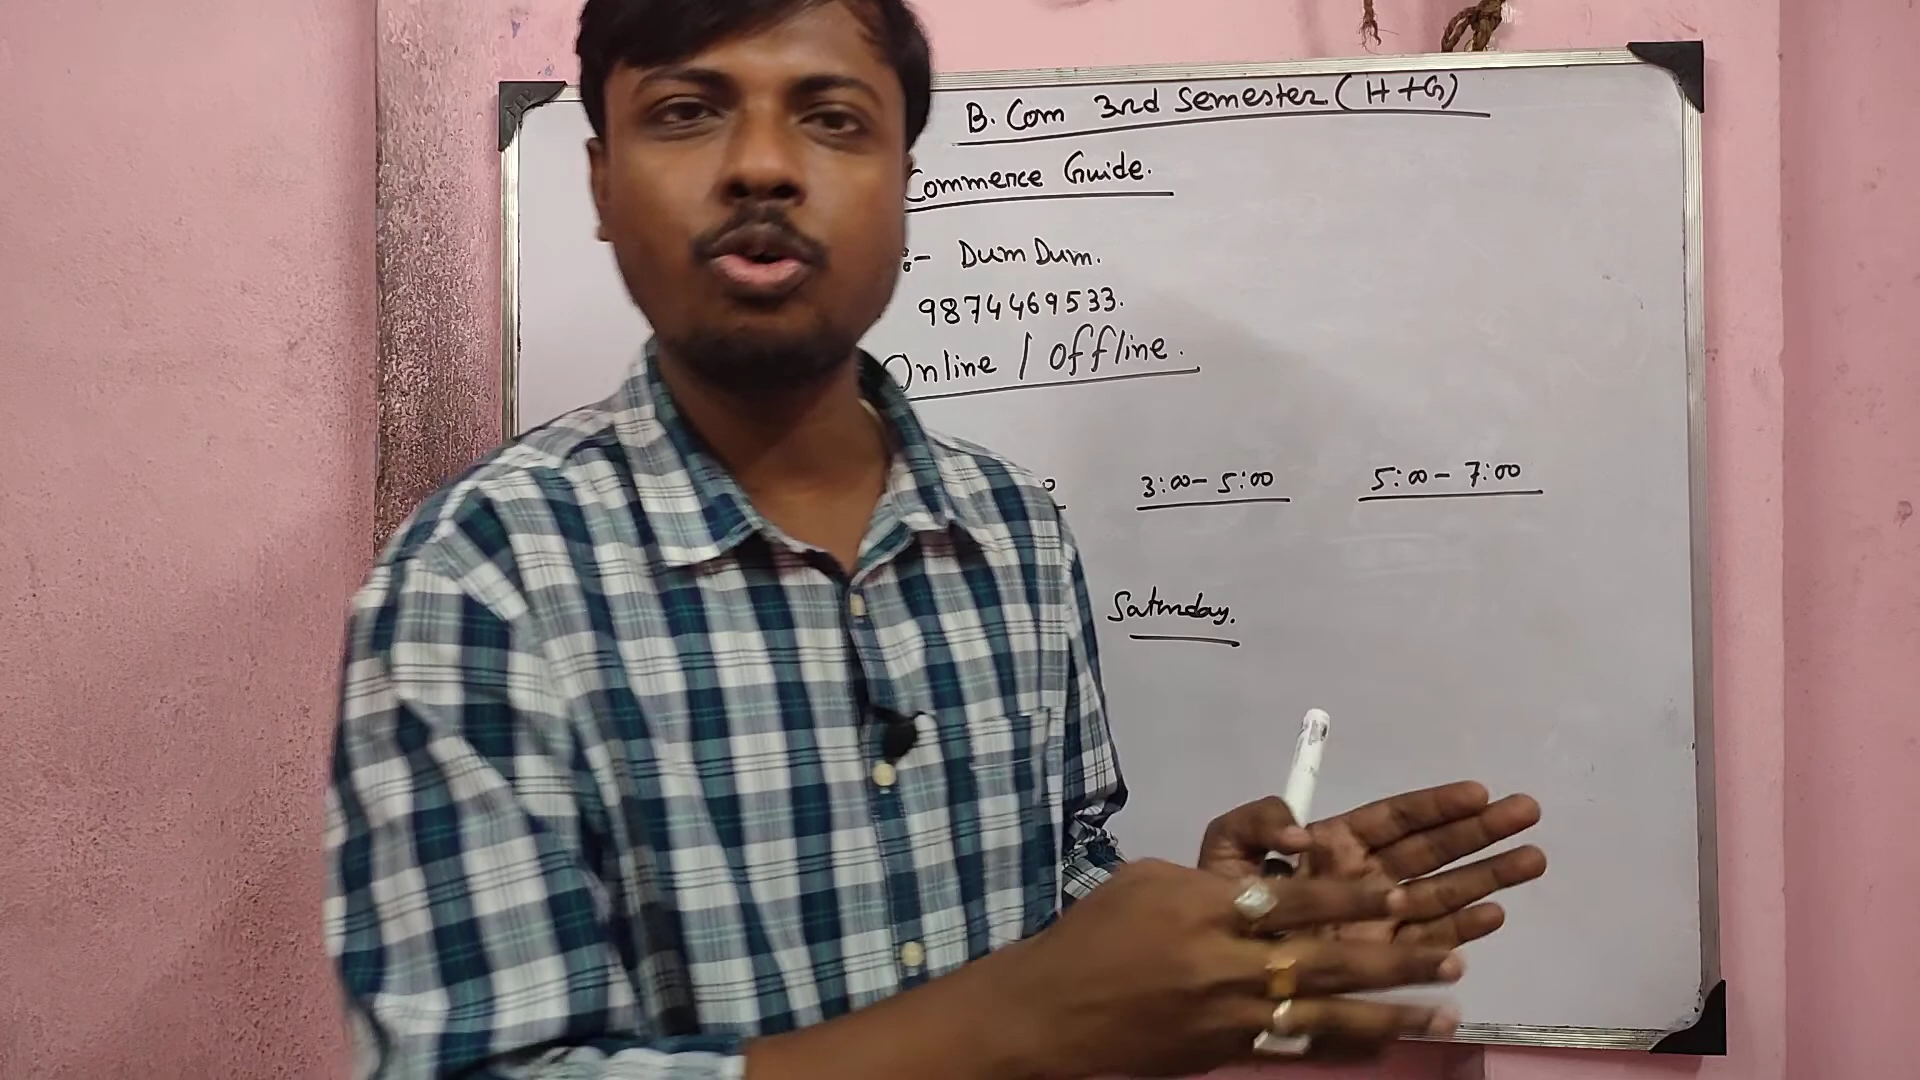 B. Com 3rd Semester (H+G)
Commerce Guide.
:- Dum Dum.
9874469533.
Online / Offline.
3:00 - 5:00 5:00 - 7:00
Saturday.